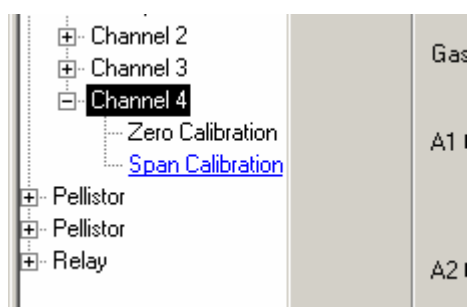 Channel 2
Channel 3
Channel 4
Zero Calibration
Span Calibration
Pellistor
Pellistor
Relay
Gas
A1
A2